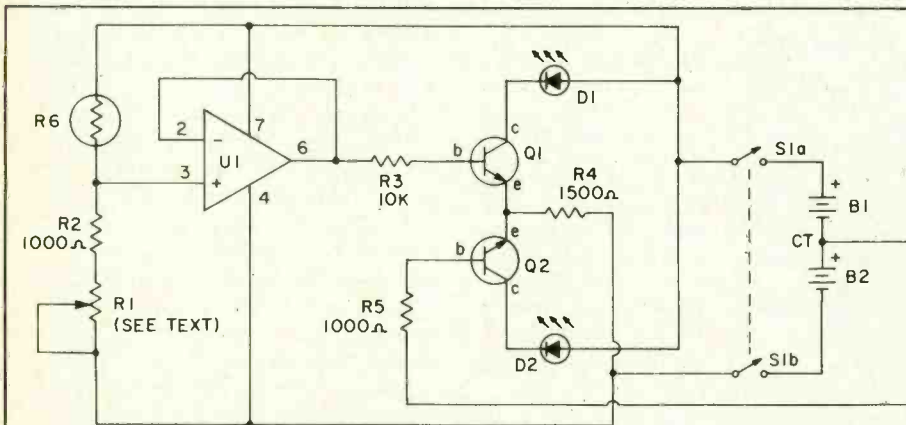 R6
2
3
-
+
U1
7
4
6
R3
10K
b
c
Q1
e
D1
R4
1500Ω
e
b
Q2
c
D2
R5
1000Ω
R2
1000Ω
R1
(SEE TEXT)
S1a
+
B1
CT
+
B2
S1b